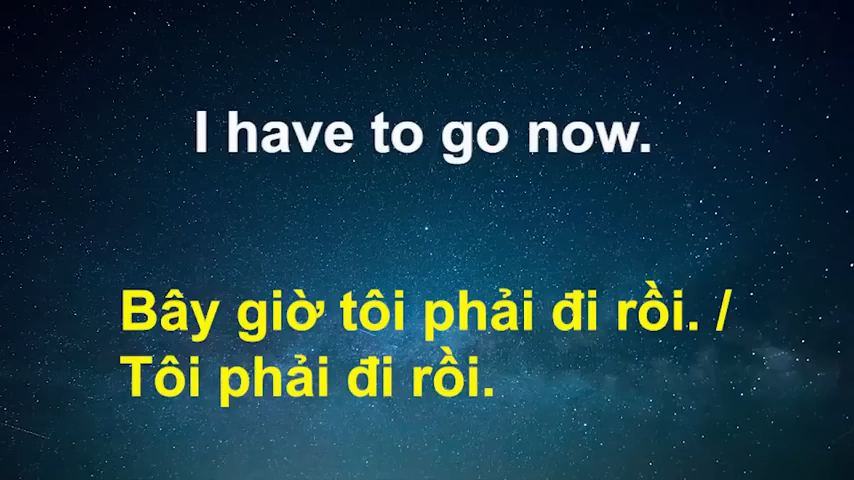 I have to go now.
Bây giờ tôi phải đi rồi. /
Tôi phải đi rồi.